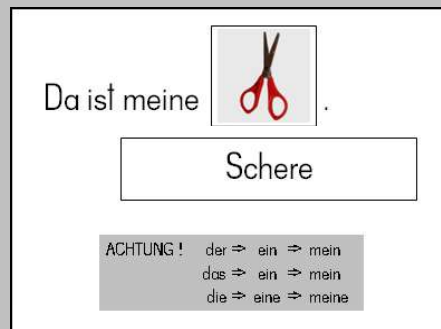 Da ist meine .
Schere
ACHTUNG ! der ⇒ ein ⇒ mein
das ⇒ ein ⇒ mein
die ⇒ eine ⇒ meine